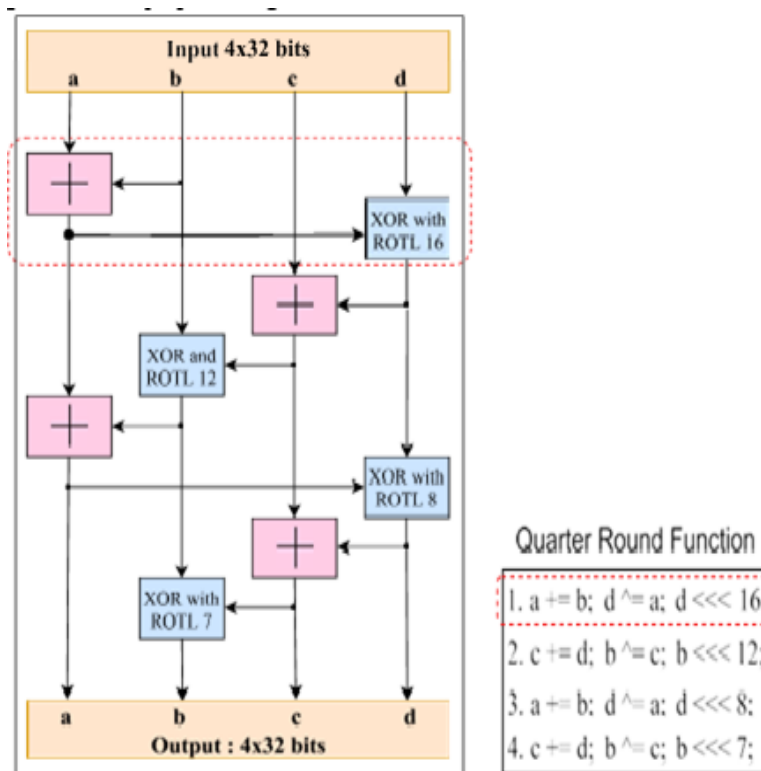 Input 4x32 bits
a b c d
XOR with
ROTL 16
XOR and
ROTL 12
XOR with
ROTL 8
XOR with
ROTL 7
a b c d
Output : 4x32 bits
Quarter Round Function
1. a += b; d ^= a; d <<< 16
2. c += d; b ^= c; b <<< 12;
3. a += b; d ^= a; d <<< 8;
4. c += d; b ^= c; b <<< 7;